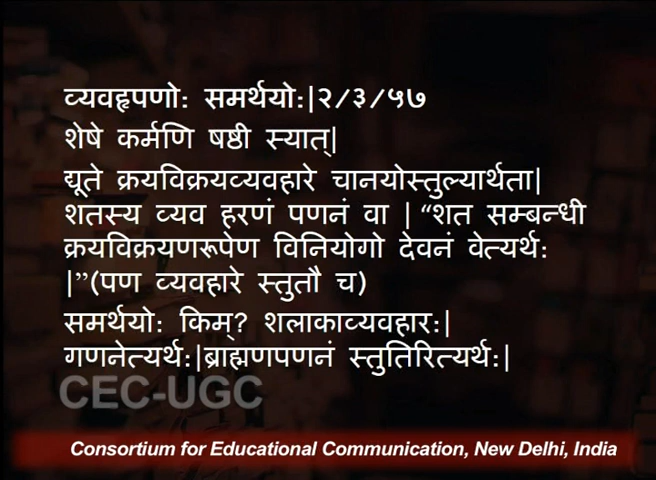 व्यवहृपणोः समर्थयोः|२/३/५७
शेषे कर्मणि षष्ठी स्यात्|
द्यूते क्रयविक्रयव्यवहारे चानयोस्तुल्यार्थता|
शतस्य व्यव हरणं पणनं वा | “शत सम्बन्धी
क्रयविक्रयणरूपेण विनियोगो देवनं वेत्यर्थः
|”(पण व्यवहारे स्तुतौ च)
समर्थयोः किम्? शलाकाव्यवहारः|
गणनेत्यर्थः|ब्राह्मणपणनं स्तुतिरित्यर्थः|
CEC-UGC
Consortium for Educational Communication, New Delhi, India